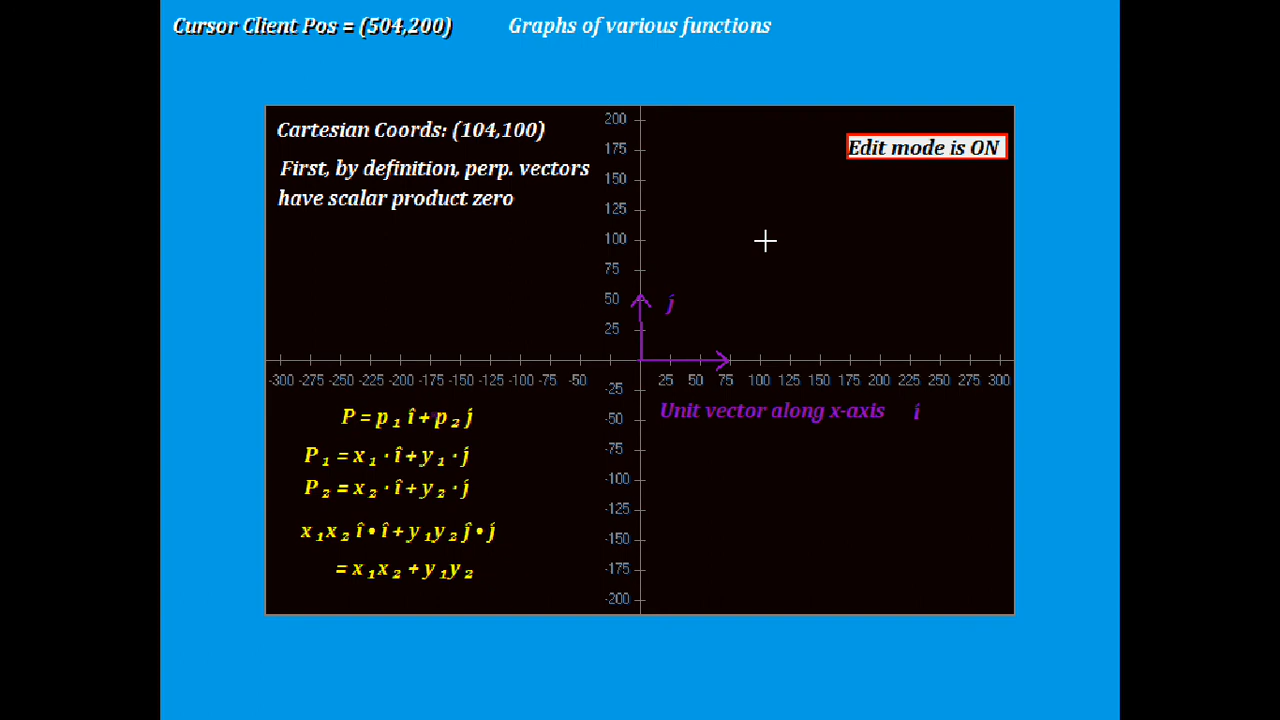 Cursor Client Pos = (504,200)
Graphs of various functions
Cartesian Coords: (104,100)
Edit mode is ON
First, by definition, perp. vectors
have scalar product zero
200
175
150
125
100
75
50
25
ĵ
-300 -275 -250 -225 -200 -175 -150 -125 -100 -75 -50 25 50 75 100 125 150 175 200 225 250 275 300
-25
-50
-75
-100
-125
-150
-175
-200
Unit vector along x-axis î
P = p₁ î + p₂ ĵ
P₁ = x₁ · î + y₁ · ĵ
P₂ = x₂ · î + y₂ · ĵ
x₁x₂ î • î + y₁y₂ ĵ • ĵ
= x₁x₂ + y₁y₂